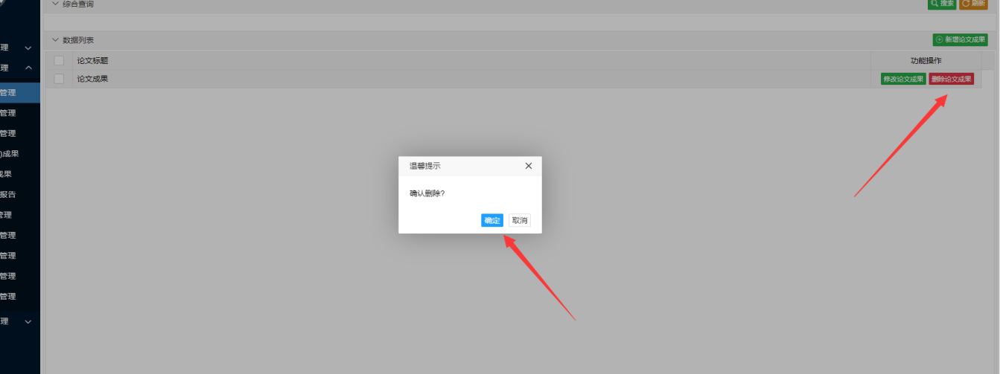 综合查询
搜索 刷新
理
数据列表
新增论文成果
理
论文标题 功能操作
论文成果 修改论文成果 删除论文成果
管理
管理
管理
)成果
温馨提示
成果
确认删除?
报告
管理
确定 取消
管理
管理
管理
管理
理